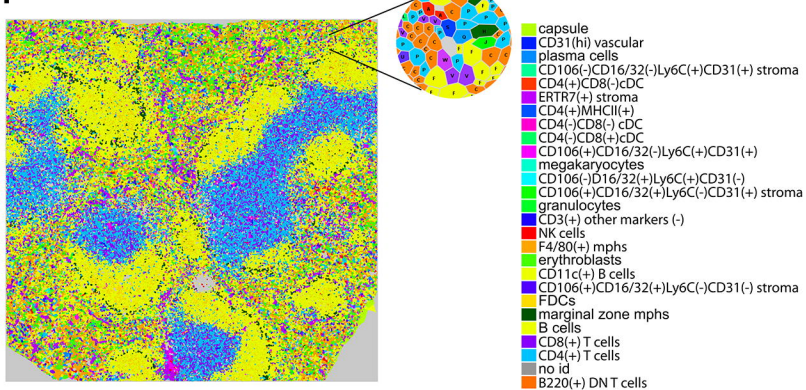 capsule
CD31(hi) vascular
plasma cells
CD106(-)CD16/32(-)Ly6C(+)CD31(+) stroma
CD4(+)CD8(-)cDC
ERTR7(+) stroma
CD4(+)MHCII(+)
CD4(-)CD8(-) cDC
CD4(-)CD8(+)cDC
CD106(+)CD16/32(-)Ly6C(+)CD31(+)
megakaryocytes
CD106(-)D16/32(+)Ly6C(+)CD31(-)
CD106(+)CD16/32(+)Ly6C(-)CD31(+) stroma
granulocytes
CD3(+) other markers (-)
NK cells
F4/80(+) mphs
erythroblasts
CD11c(+) B cells
CD106(+)CD16/32(+)Ly6C(-)CD31(-) stroma
FDCs
marginal zone mphs
B cells
CD8(+) T cells
CD4(+) T cells
no id
B220(+) DN T cells